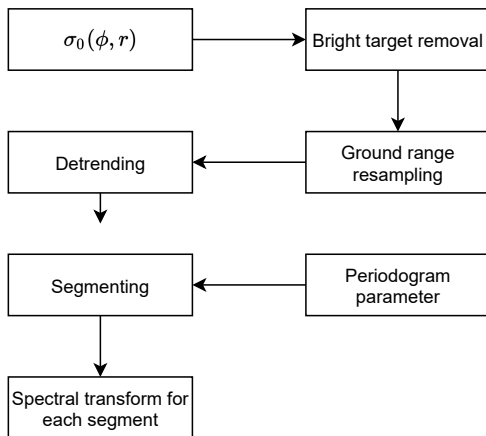 σ₀(ϕ, r)
Bright target removal
Ground range
resampling
Detrending
Segmenting
Periodogram
parameter
Spectral transform for
each segment